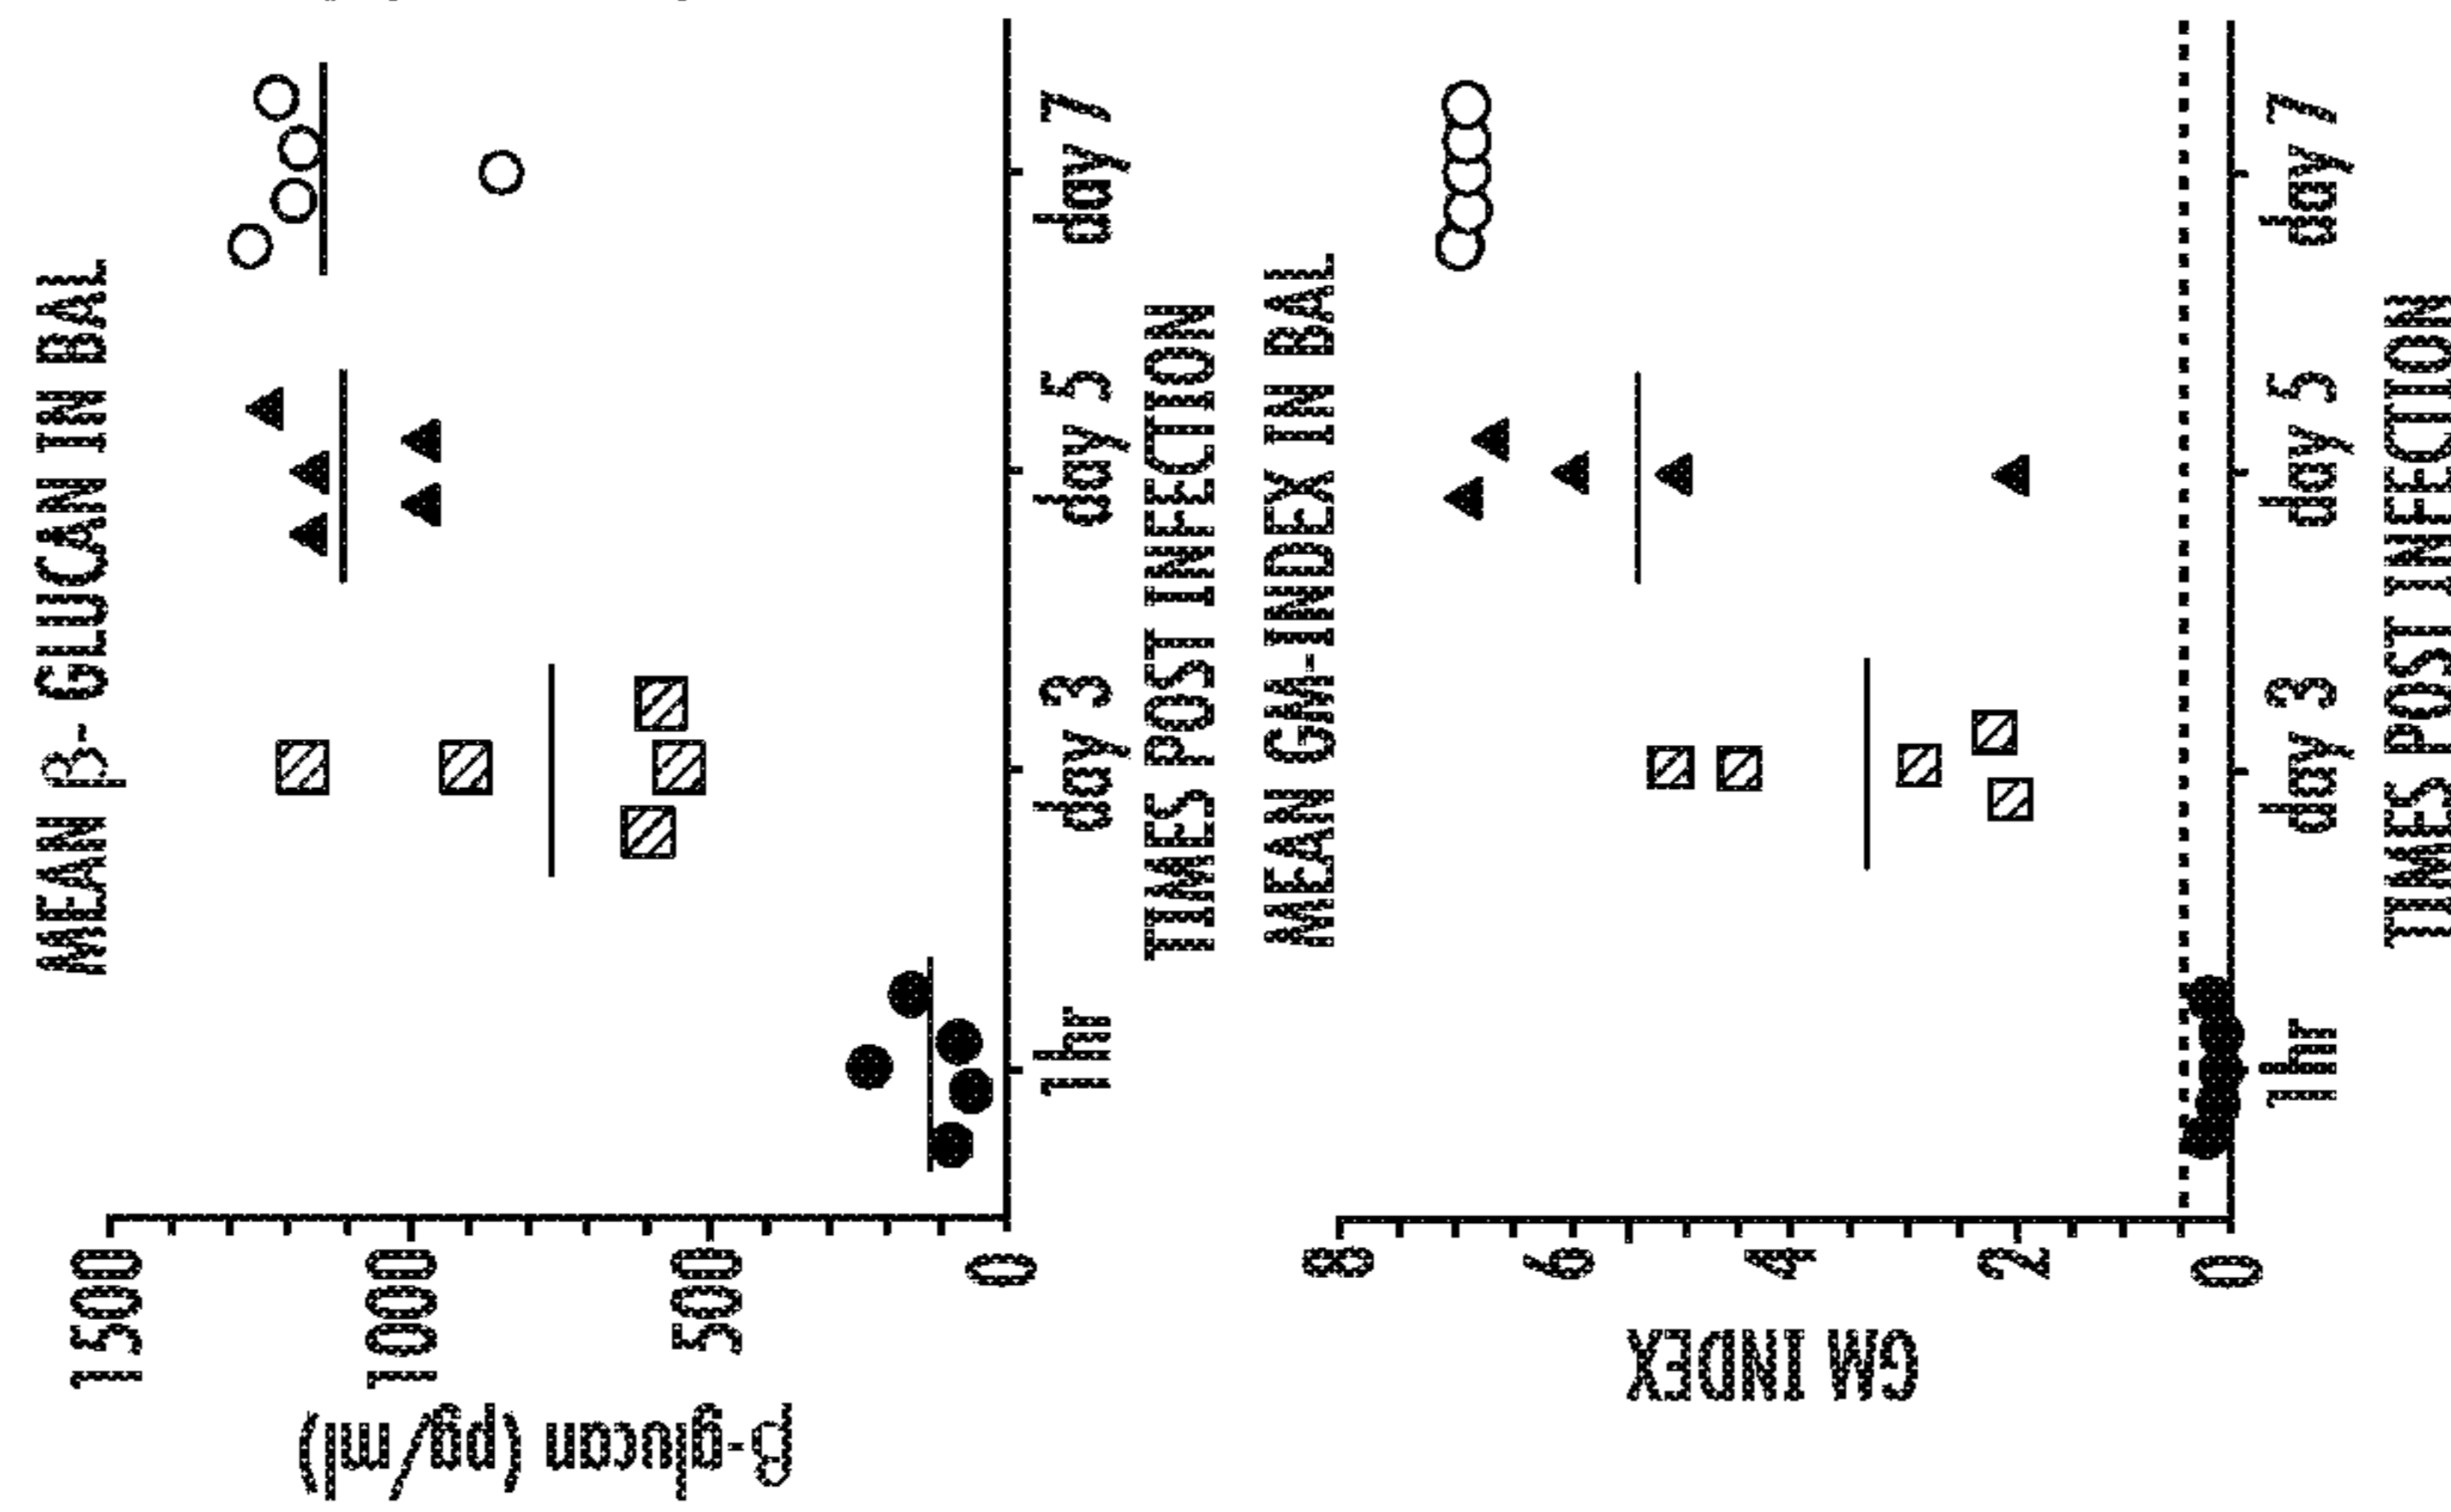 MEAN β- GLUCAN IN BAL
β-glucan (pg/ml)
1500
1000
500
0
1hr
day 3
day 5
day 7
TIMES POST INFECTION
MEAN GM-INDEX IN BAL
GM INDEX
8
6
4
2
0
1hr
day 3
day 5
day 7
TIMES POST INFECTION